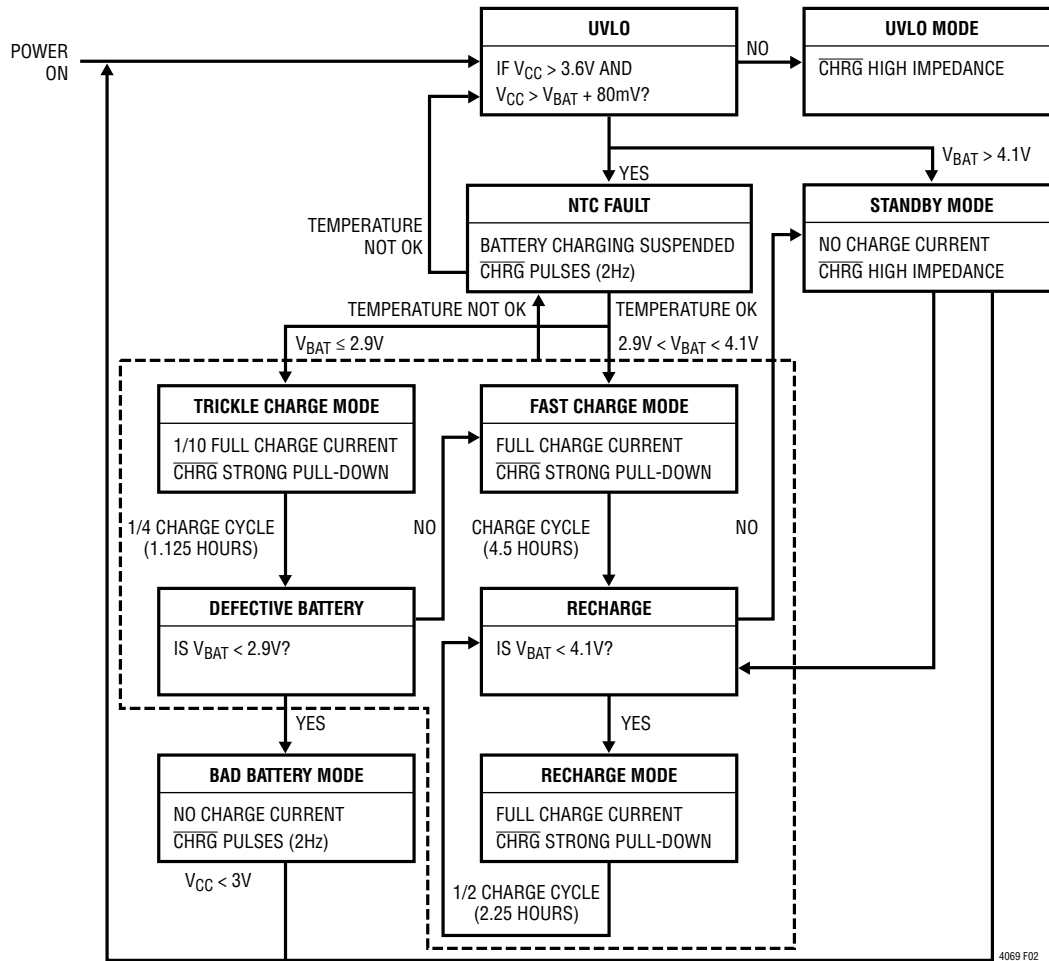 POWER
ON
UVLO
IF VCC > 3.6V AND
VCC > VBAT + 80mV?
NO
UVLO MODE
CHRG HIGH IMPEDANCE
YES
VBAT > 4.1V
TEMPERATURE
NOT OK
NTC FAULT
BATTERY CHARGING SUSPENDED
CHRG PULSES (2Hz)
STANDBY MODE
NO CHARGE CURRENT
CHRG HIGH IMPEDANCE
TEMPERATURE NOT OK
TEMPERATURE OK
VBAT ≤ 2.9V
2.9V < VBAT < 4.1V
TRICKLE CHARGE MODE
1/10 FULL CHARGE CURRENT
CHRG STRONG PULL-DOWN
FAST CHARGE MODE
FULL CHARGE CURRENT
CHRG STRONG PULL-DOWN
1/4 CHARGE CYCLE
(1.125 HOURS)
NO
CHARGE CYCLE
(4.5 HOURS)
NO
DEFECTIVE BATTERY
IS VBAT < 2.9V?
RECHARGE
IS VBAT < 4.1V?
YES
YES
BAD BATTERY MODE
NO CHARGE CURRENT
CHRG PULSES (2Hz)
RECHARGE MODE
FULL CHARGE CURRENT
CHRG STRONG PULL-DOWN
VCC < 3V
1/2 CHARGE CYCLE
(2.25 HOURS)
4069 F02